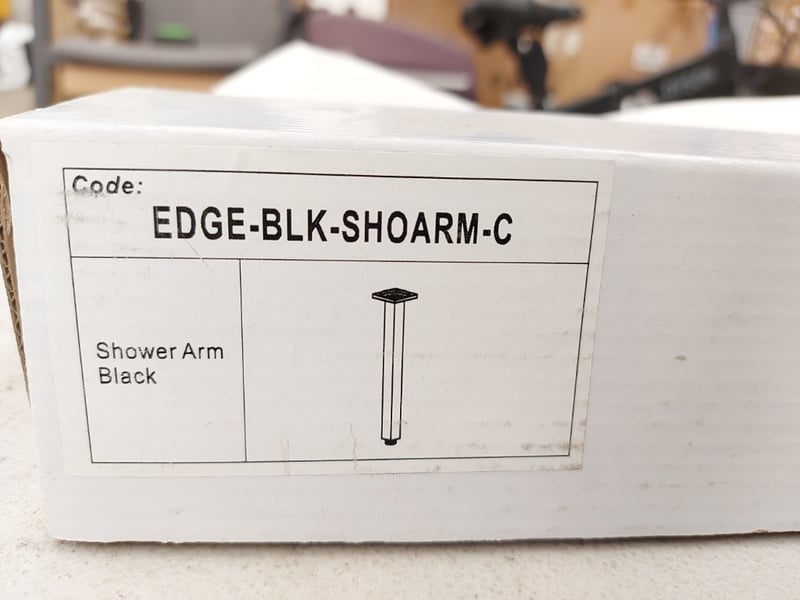 Code:
EDGE-BLK-SHOARM-C
Shower Arm
Black